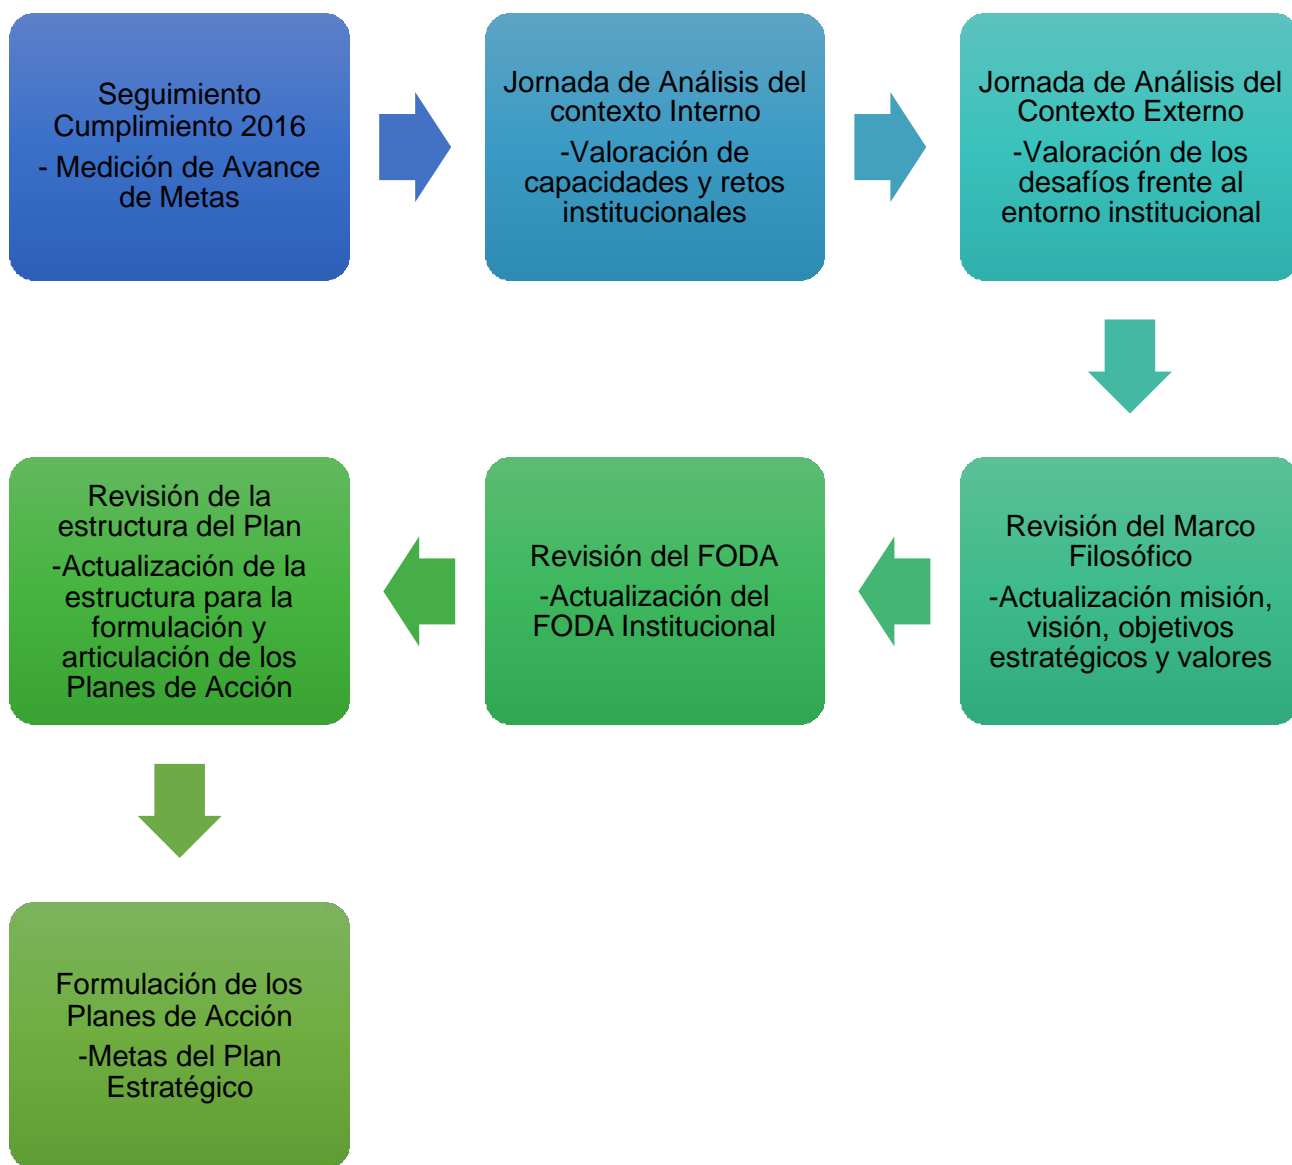 Seguimiento
Cumplimiento 2016
- Medición de Avance
de Metas
Jornada de Análisis del
contexto Interno
-Valoración de
capacidades y retos
institucionales
Jornada de Análisis del
Contexto Externo
-Valoración de los
desafíos frente al
entorno institucional
Revisión del Marco
Filosófico
-Actualización misión,
visión, objetivos
estratégicos y valores
Revisión del FODA
-Actualización del
FODA Institucional
Revisión de la
estructura del Plan
-Actualización de la
estructura para la
formulación y
articulación de los
Planes de Acción
Formulación de los
Planes de Acción
-Metas del Plan
Estratégico